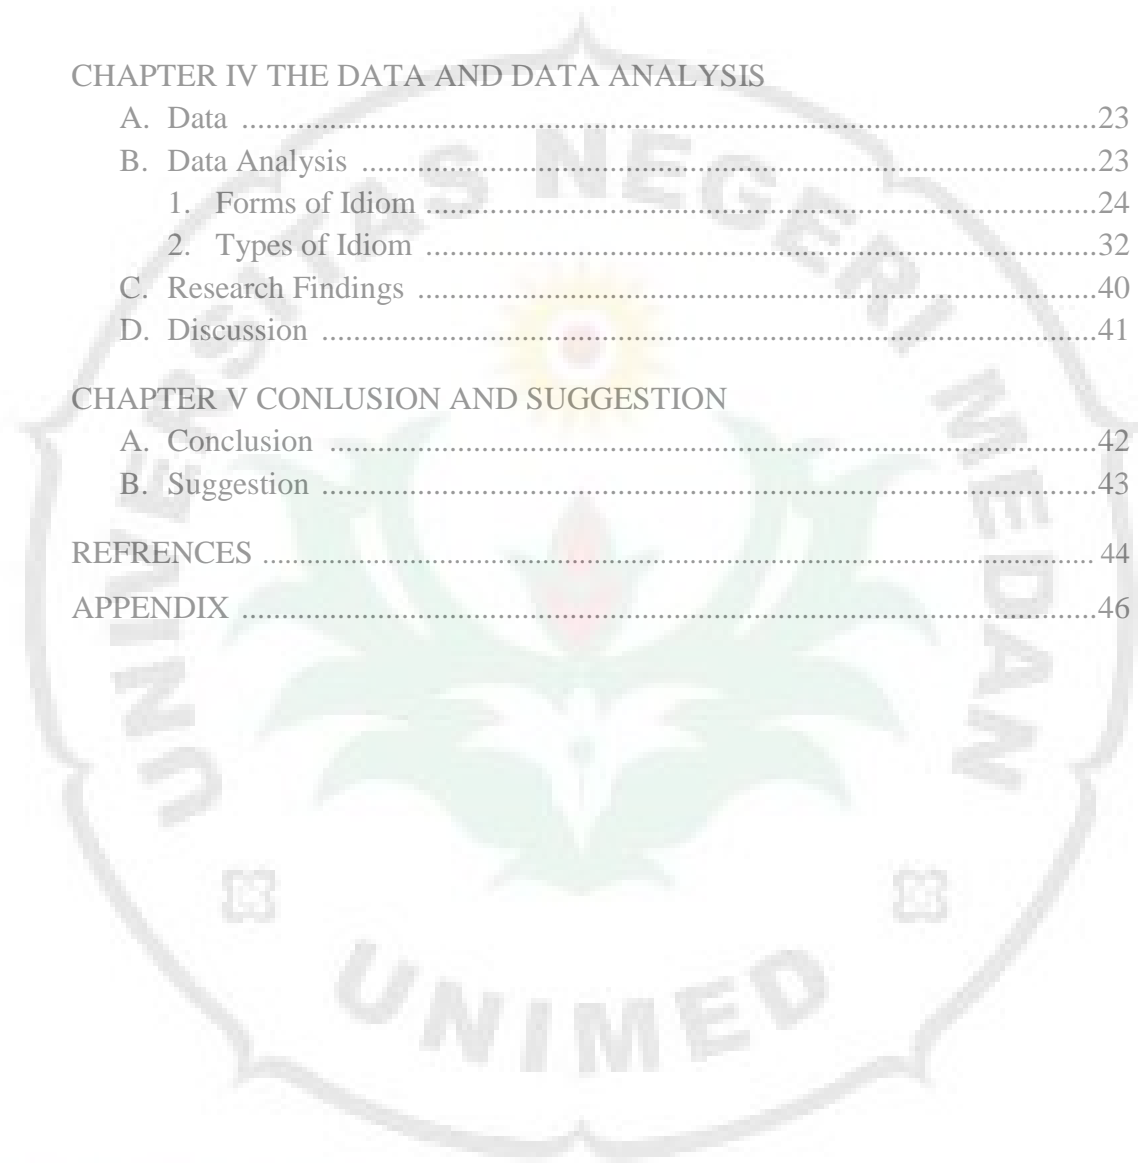 CHAPTER IV THE DATA AND DATA ANALYSIS
A. Data ........................................................................................................23
B. Data Analysis ..........................................................................................23
1. Forms of Idiom ..................................................................................24
2. Types of Idiom ..................................................................................32
C. Research Findings ...................................................................................40
D. Discussion ...............................................................................................41
CHAPTER V CONLUSION AND SUGGESTION
A. Conclusion ..............................................................................................42
B. Suggestion ...............................................................................................43
REFRENCES ..................................................................................................... 44
APPENDIX ........................................................................................................46
UNIVERSITAS NEGERI MEDAN
UNIMED